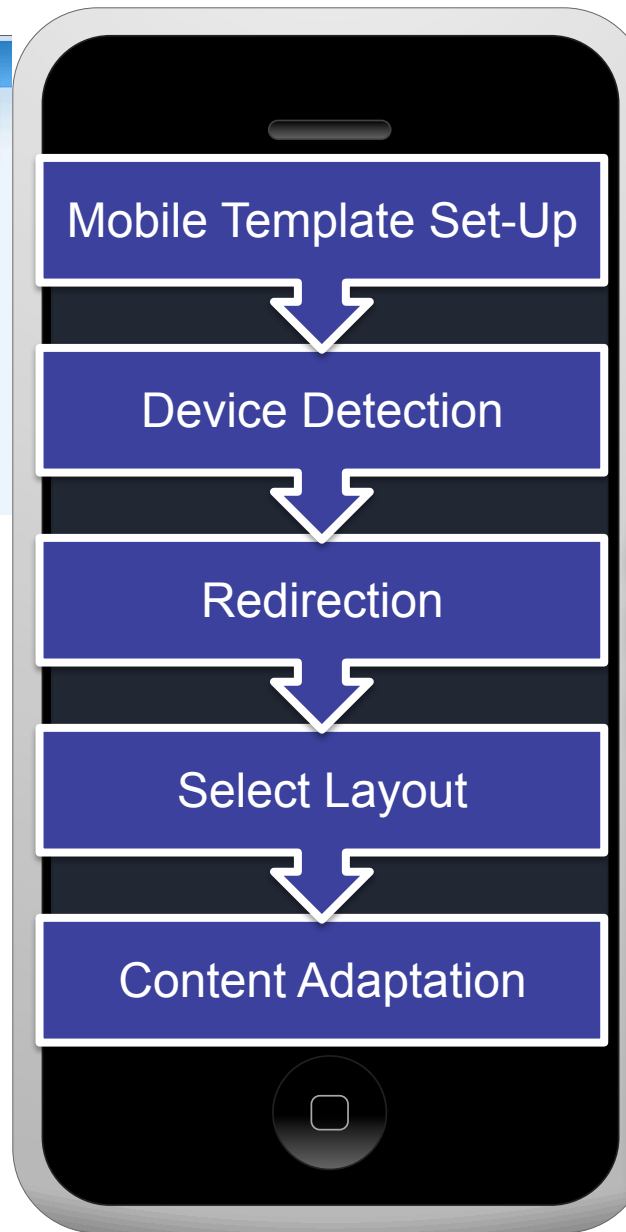 Mobile Template Set-Up
Device Detection
Redirection
Select Layout
Content Adaptation